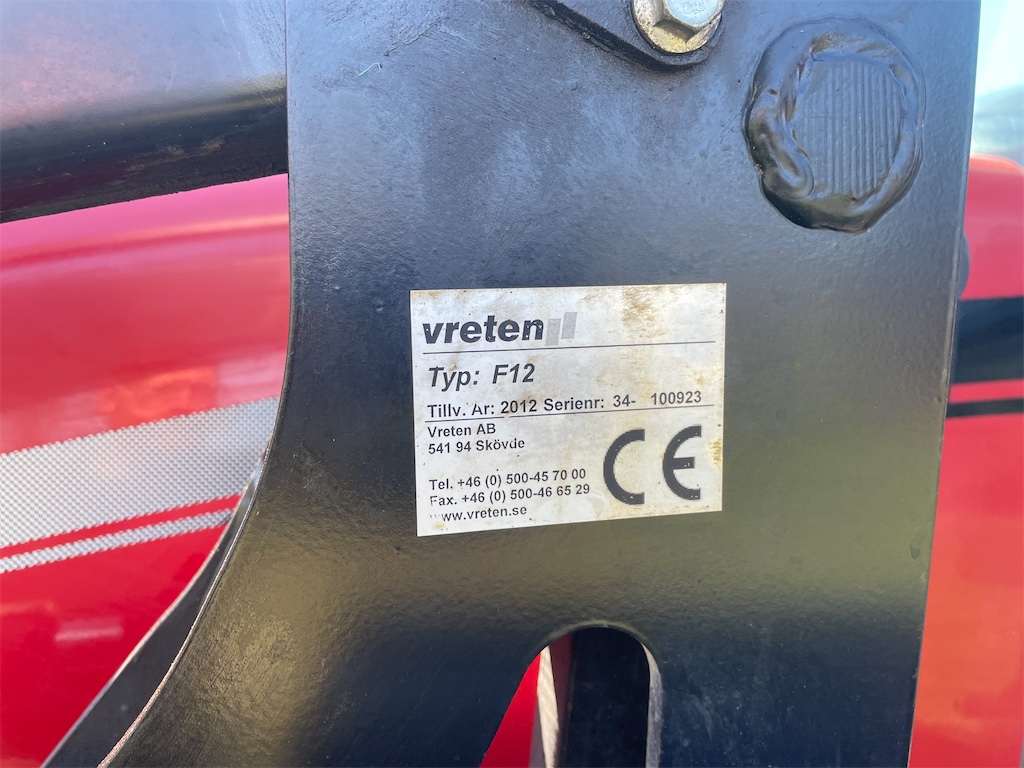 vreten
Typ: F12
Tillv. Ar: 2012 Serienr: 34- 100923
Vreten AB
541 94 Skövde
Tel. +46 (0) 500-45 70 00
Fax. +46 (0) 500-46 65 29
www.vreten.se
CE